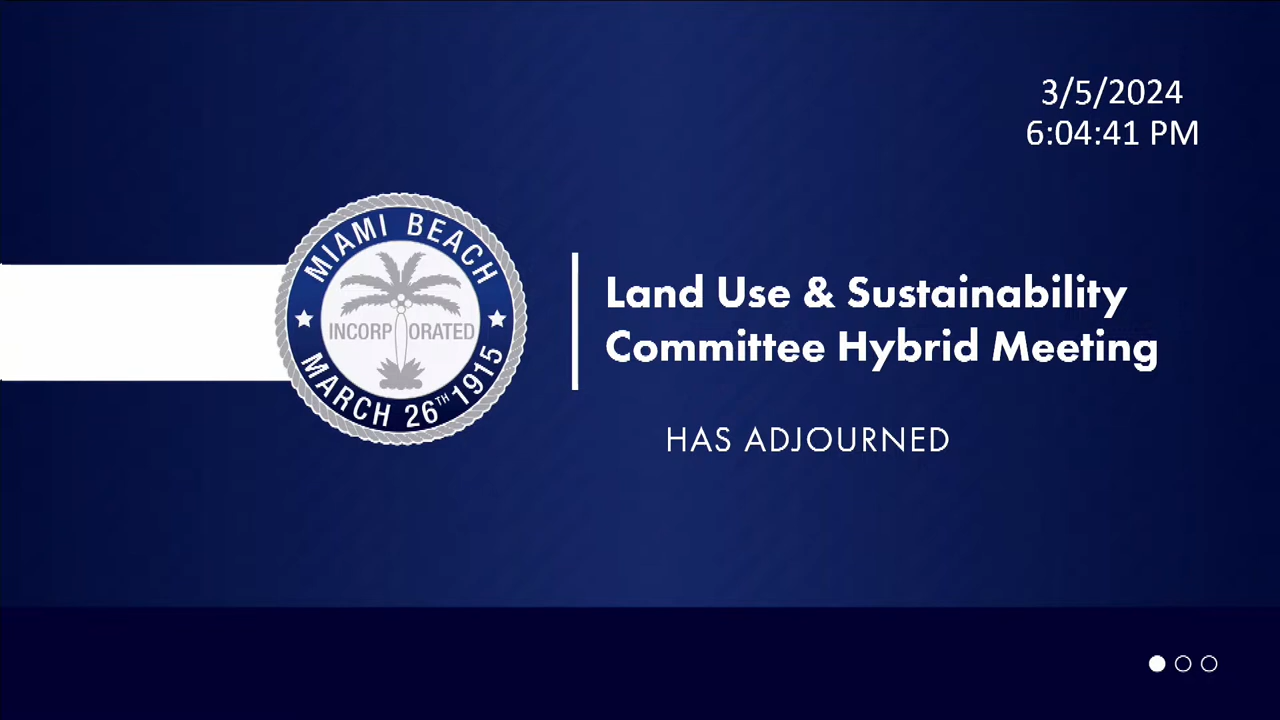 3/5/2024
6:04:41 PM
MIAMI BEACH
INCORPORATED
MARCH 26TH 1915
Land Use & Sustainability
Committee Hybrid Meeting
HAS ADJOURNED